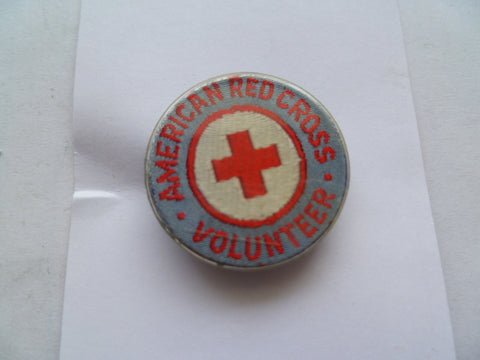 AMERICAN RED CROSS
• VOLUNTEER •